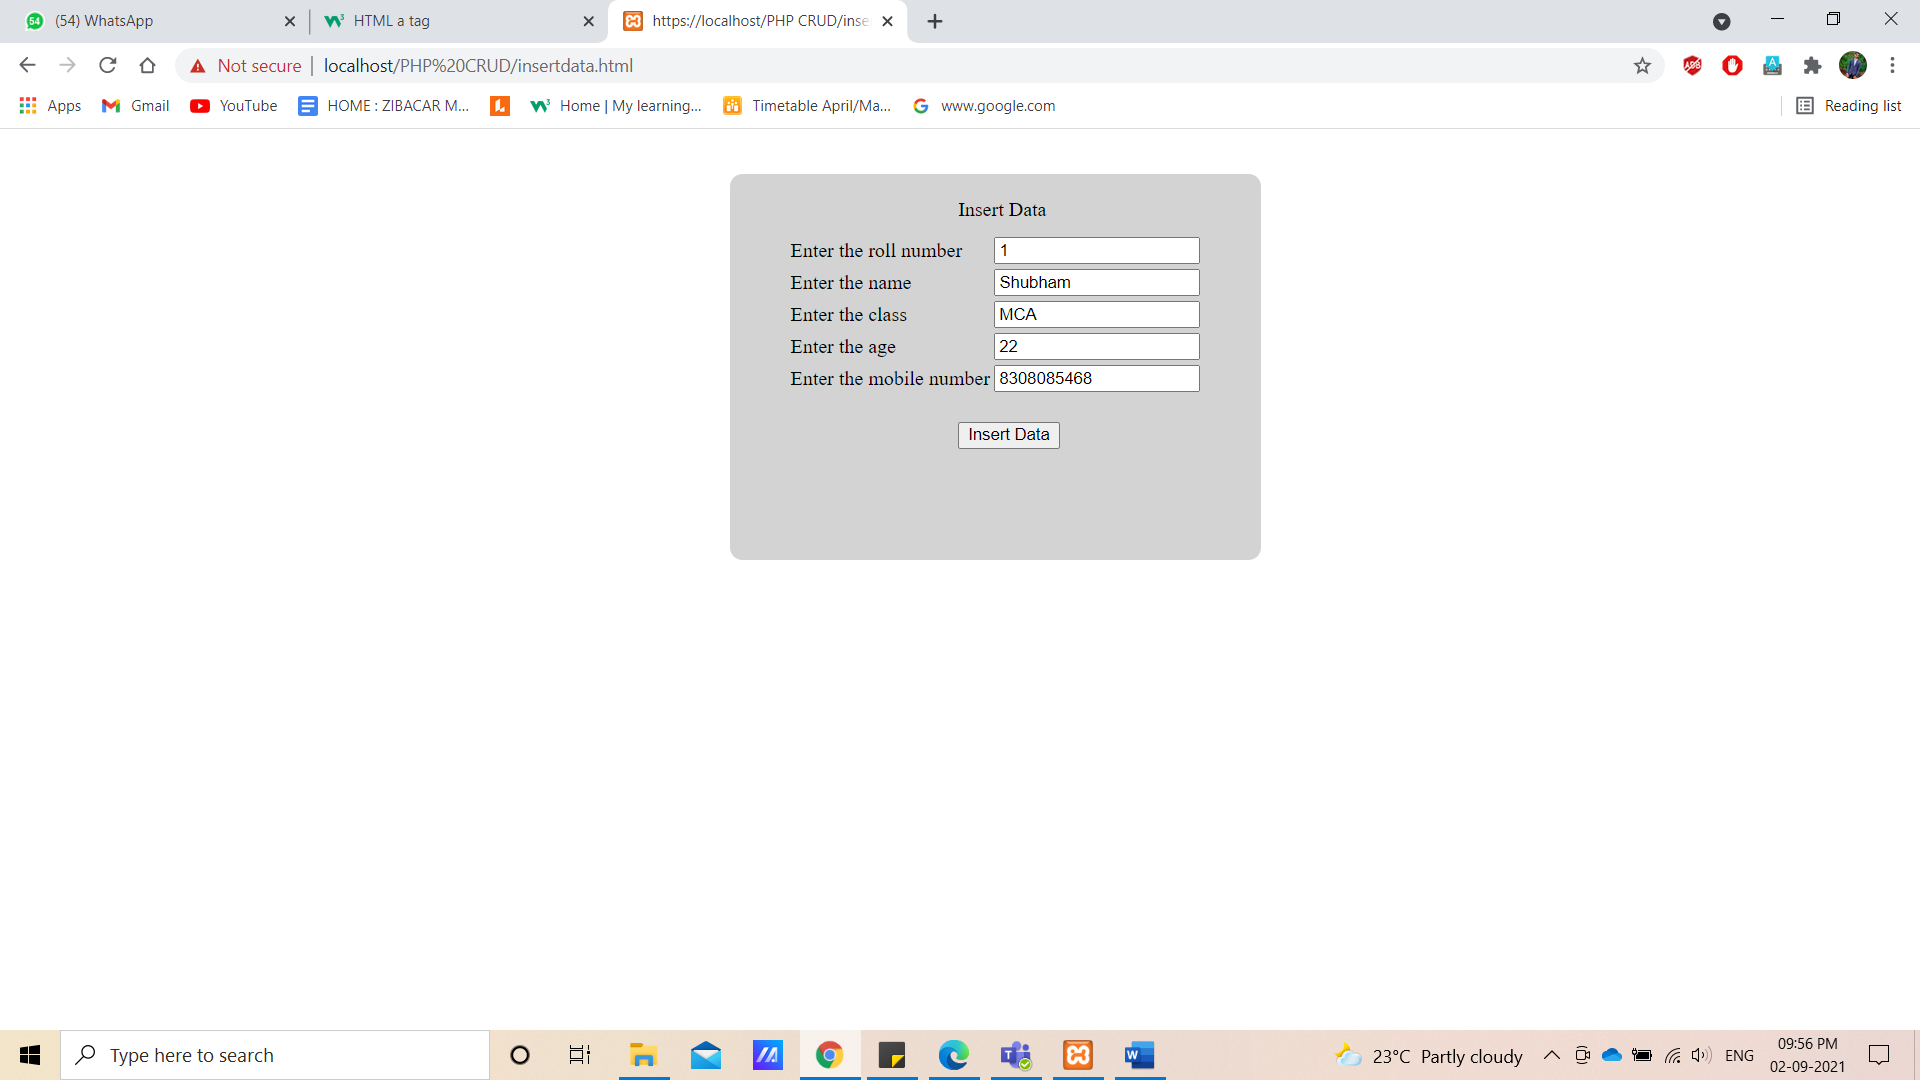 54 (54) WhatsApp
HTML a tag
https://localhost/PHP CRUD/inse
Not secure | localhost/PHP%20CRUD/insertdata.html
Apps Gmail YouTube HOME : ZIBACAR M... Home | My learning... Timetable April/Ma... www.google.com Reading list
Insert Data
Enter the roll number 1
Enter the name Shubham
Enter the class MCA
Enter the age 22
Enter the mobile number 8308085468
Insert Data
Type here to search
23°C Partly cloudy
ENG
09:56 PM
02-09-2021